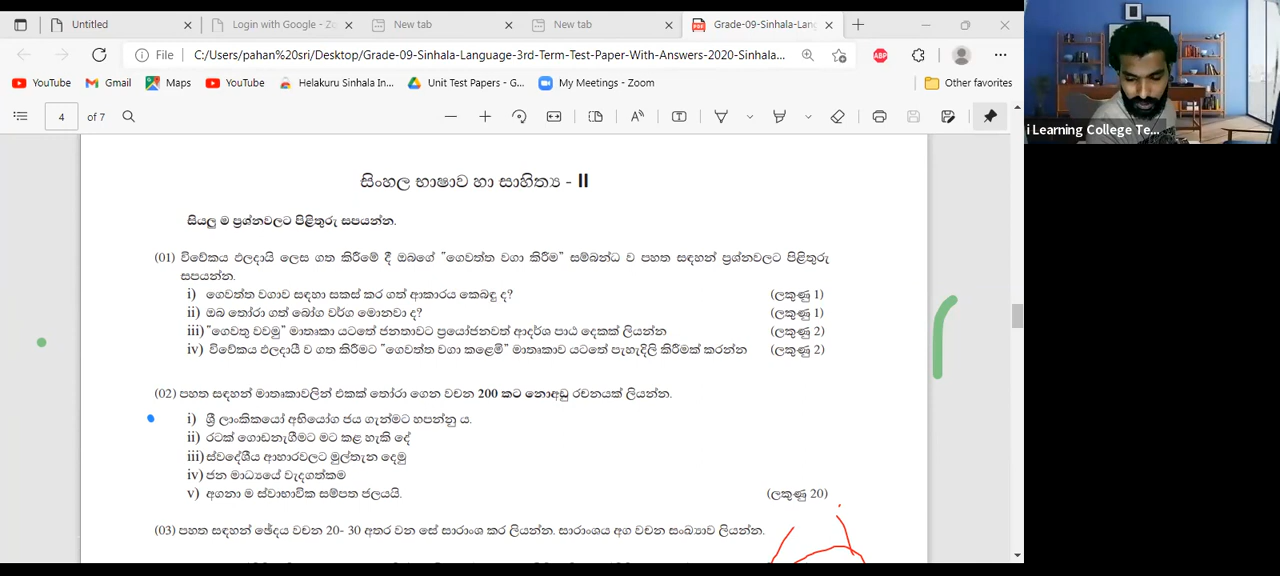 Untitled
Login with Google - Zo
New tab
New tab
Grade-09-Sinhala-Lang
File
C:/Users/pahan%20sri/Desktop/Grade-09-Sinhala-Language3rd-Term-Test-Paper-With-Answers-2020-Sinhala...
YouTube
Gmail
Maps
YouTube
Helakuru Sinhala In...
Unit Test Papers - G...
My Meetings - Zoom
Other favorites
4
of 7
i Learning College Te...
සිංහල භාෂාව හා සාහිත්‍ය - II
සියලු ම ප්‍රශ්නවලට පිළිතුරු සපයන්න.
(01) විවේකය ඵලදායි ලෙස ගත කිරීමේ දී ඔබගේ "ගෙවත්ත වගා කිරීම" සම්බන්ධ ව පහත සඳහන් ප්‍රශ්නවලට පිළිතුරු
සපයන්න.
i) ගෙවත්ත වගාව සඳහා සකස් කර ගත් ආකාරය කෙබඳු ද? (ලකුණු 1)
ii) ඔබ තෝරා ගත් බෝග වර්ග මොනවා ද? (ලකුණු 1)
iii) "ගෙවතු වවමු" මාතෘකා යටතේ ජනතාවට ප්‍රයෝජනවත් ආදර්ශ පාඨ දෙකක් ලියන්න (ලකුණු 2)
iv) විවේකය ඵලදායී ව ගත කිරීමට "ගෙවත්ත වගා කළෙමි" මාතෘකාව යටතේ පැහැදිලි කිරීමක් කරන්න (ලකුණු 2)
(02) පහත සඳහන් මාතෘකාවලින් එකක් තෝරා ගෙන වචන 200 කට නොඅඩු රචනයක් ලියන්න.
i) ශ්‍රී ලාංකිකයෝ අභියෝග ජය ගැන්මට හපන්නු ය.
ii) රටක් ගොඩනැගීමට මට කළ හැකි දේ
iii) ස්වදේශීය ආහාරවලට මුල්තැන දෙමු
iv) ජන මාධ්‍යයේ වැදගත්කම
v) අගනා ම ස්වාභාවික සම්පත ජලයයි. (ලකුණු 20)
(03) පහත සඳහන් ඡේදය වචන 20- 30 අතර වන සේ සාරාංශ කර ලියන්න. සාරාංශය අග වචන සංඛ්‍යාව ලියන්න.